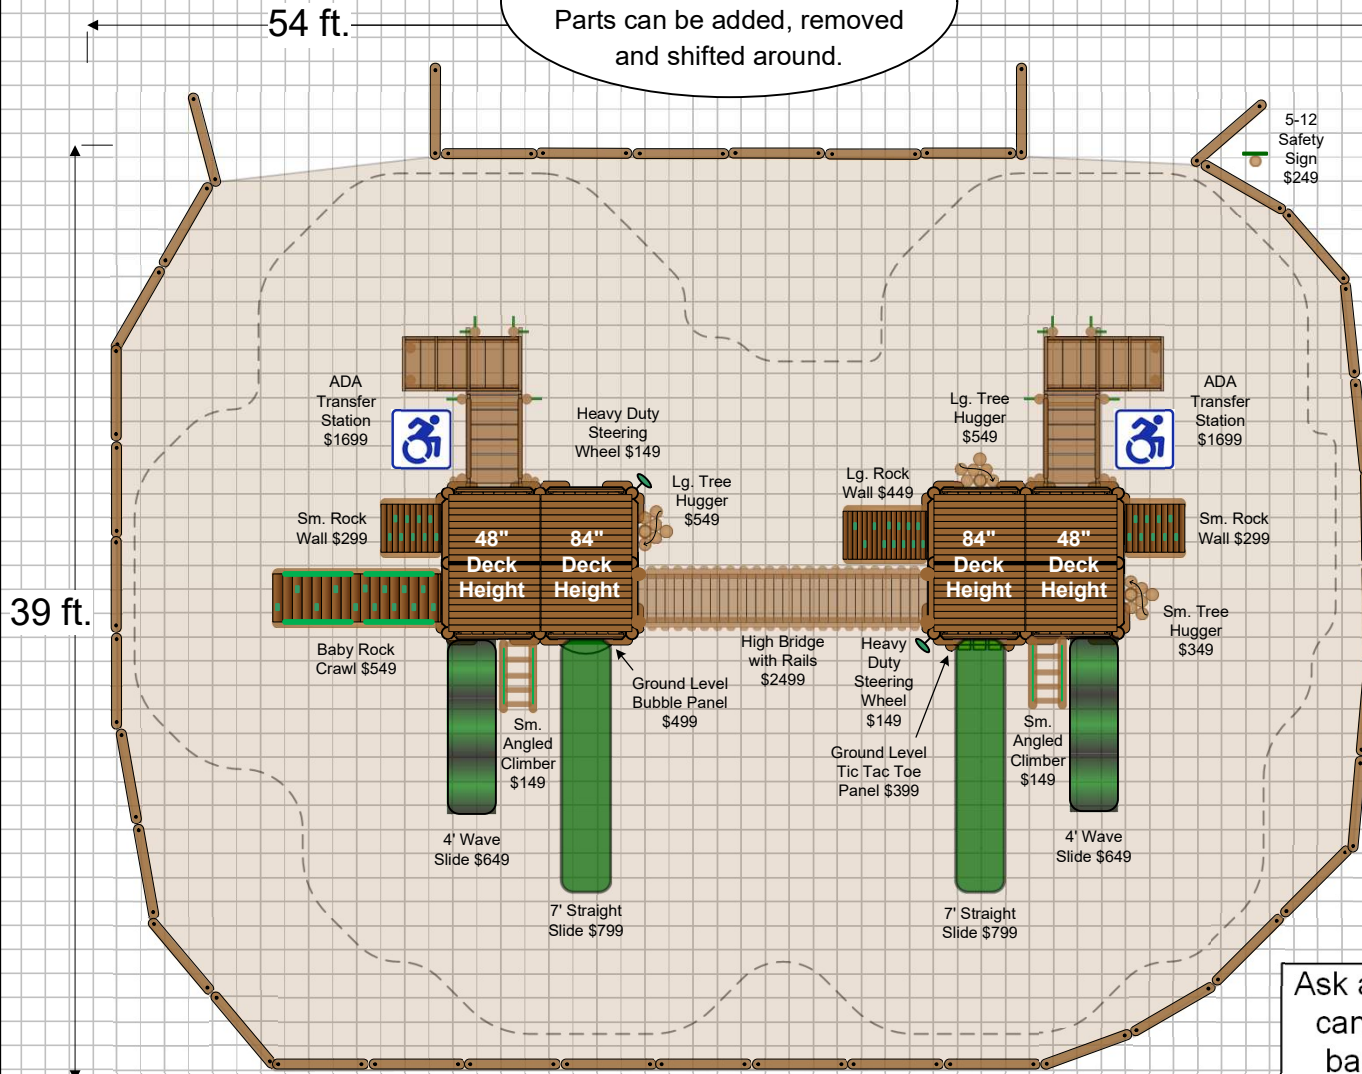 54 ft.
Parts can be added, removed
and shifted around.
5-12
Safety
Sign
$249
ADA
Transfer
Station
$1699
Heavy Duty
Steering
Wheel $149
Lg. Tree
Hugger
$549
Lg. Tree
Hugger
$549
ADA
Transfer
Station
$1699
Lg. Rock
Wall $449
Sm. Rock
Wall $299
48"
Deck
Height
84"
Deck
Height
84"
Deck
Height
48"
Deck
Height
Sm. Rock
Wall $299
39 ft.
Baby Rock
Crawl $549
High Bridge
with Rails
$2499
Heavy
Duty
Steering
Wheel
$149
Sm. Tree
Hugger
$349
Ground Level
Bubble Panel
$499
Sm.
Angled
Climber
$149
Ground Level
Tic Tac Toe
Panel $399
Sm.
Angled
Climber
$149
4' Wave
Slide $649
4' Wave
Slide $649
7' Straight
Slide $799
7' Straight
Slide $799
Ask a
can
ba